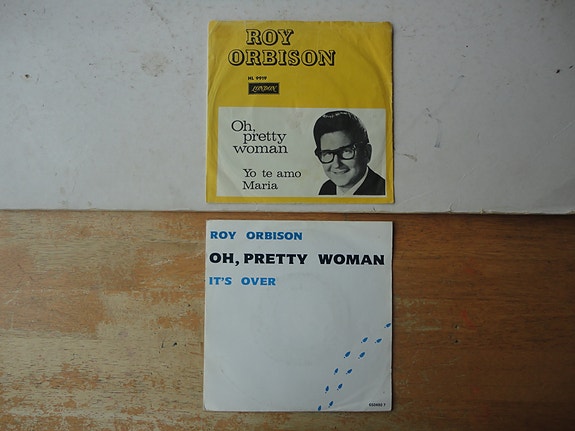 ROY
ORBISON
HL 9919
LONDON
Oh,
pretty
woman
Yo te amo
Maria
ROY ORBISON
OH, PRETTY WOMAN
IT'S OVER